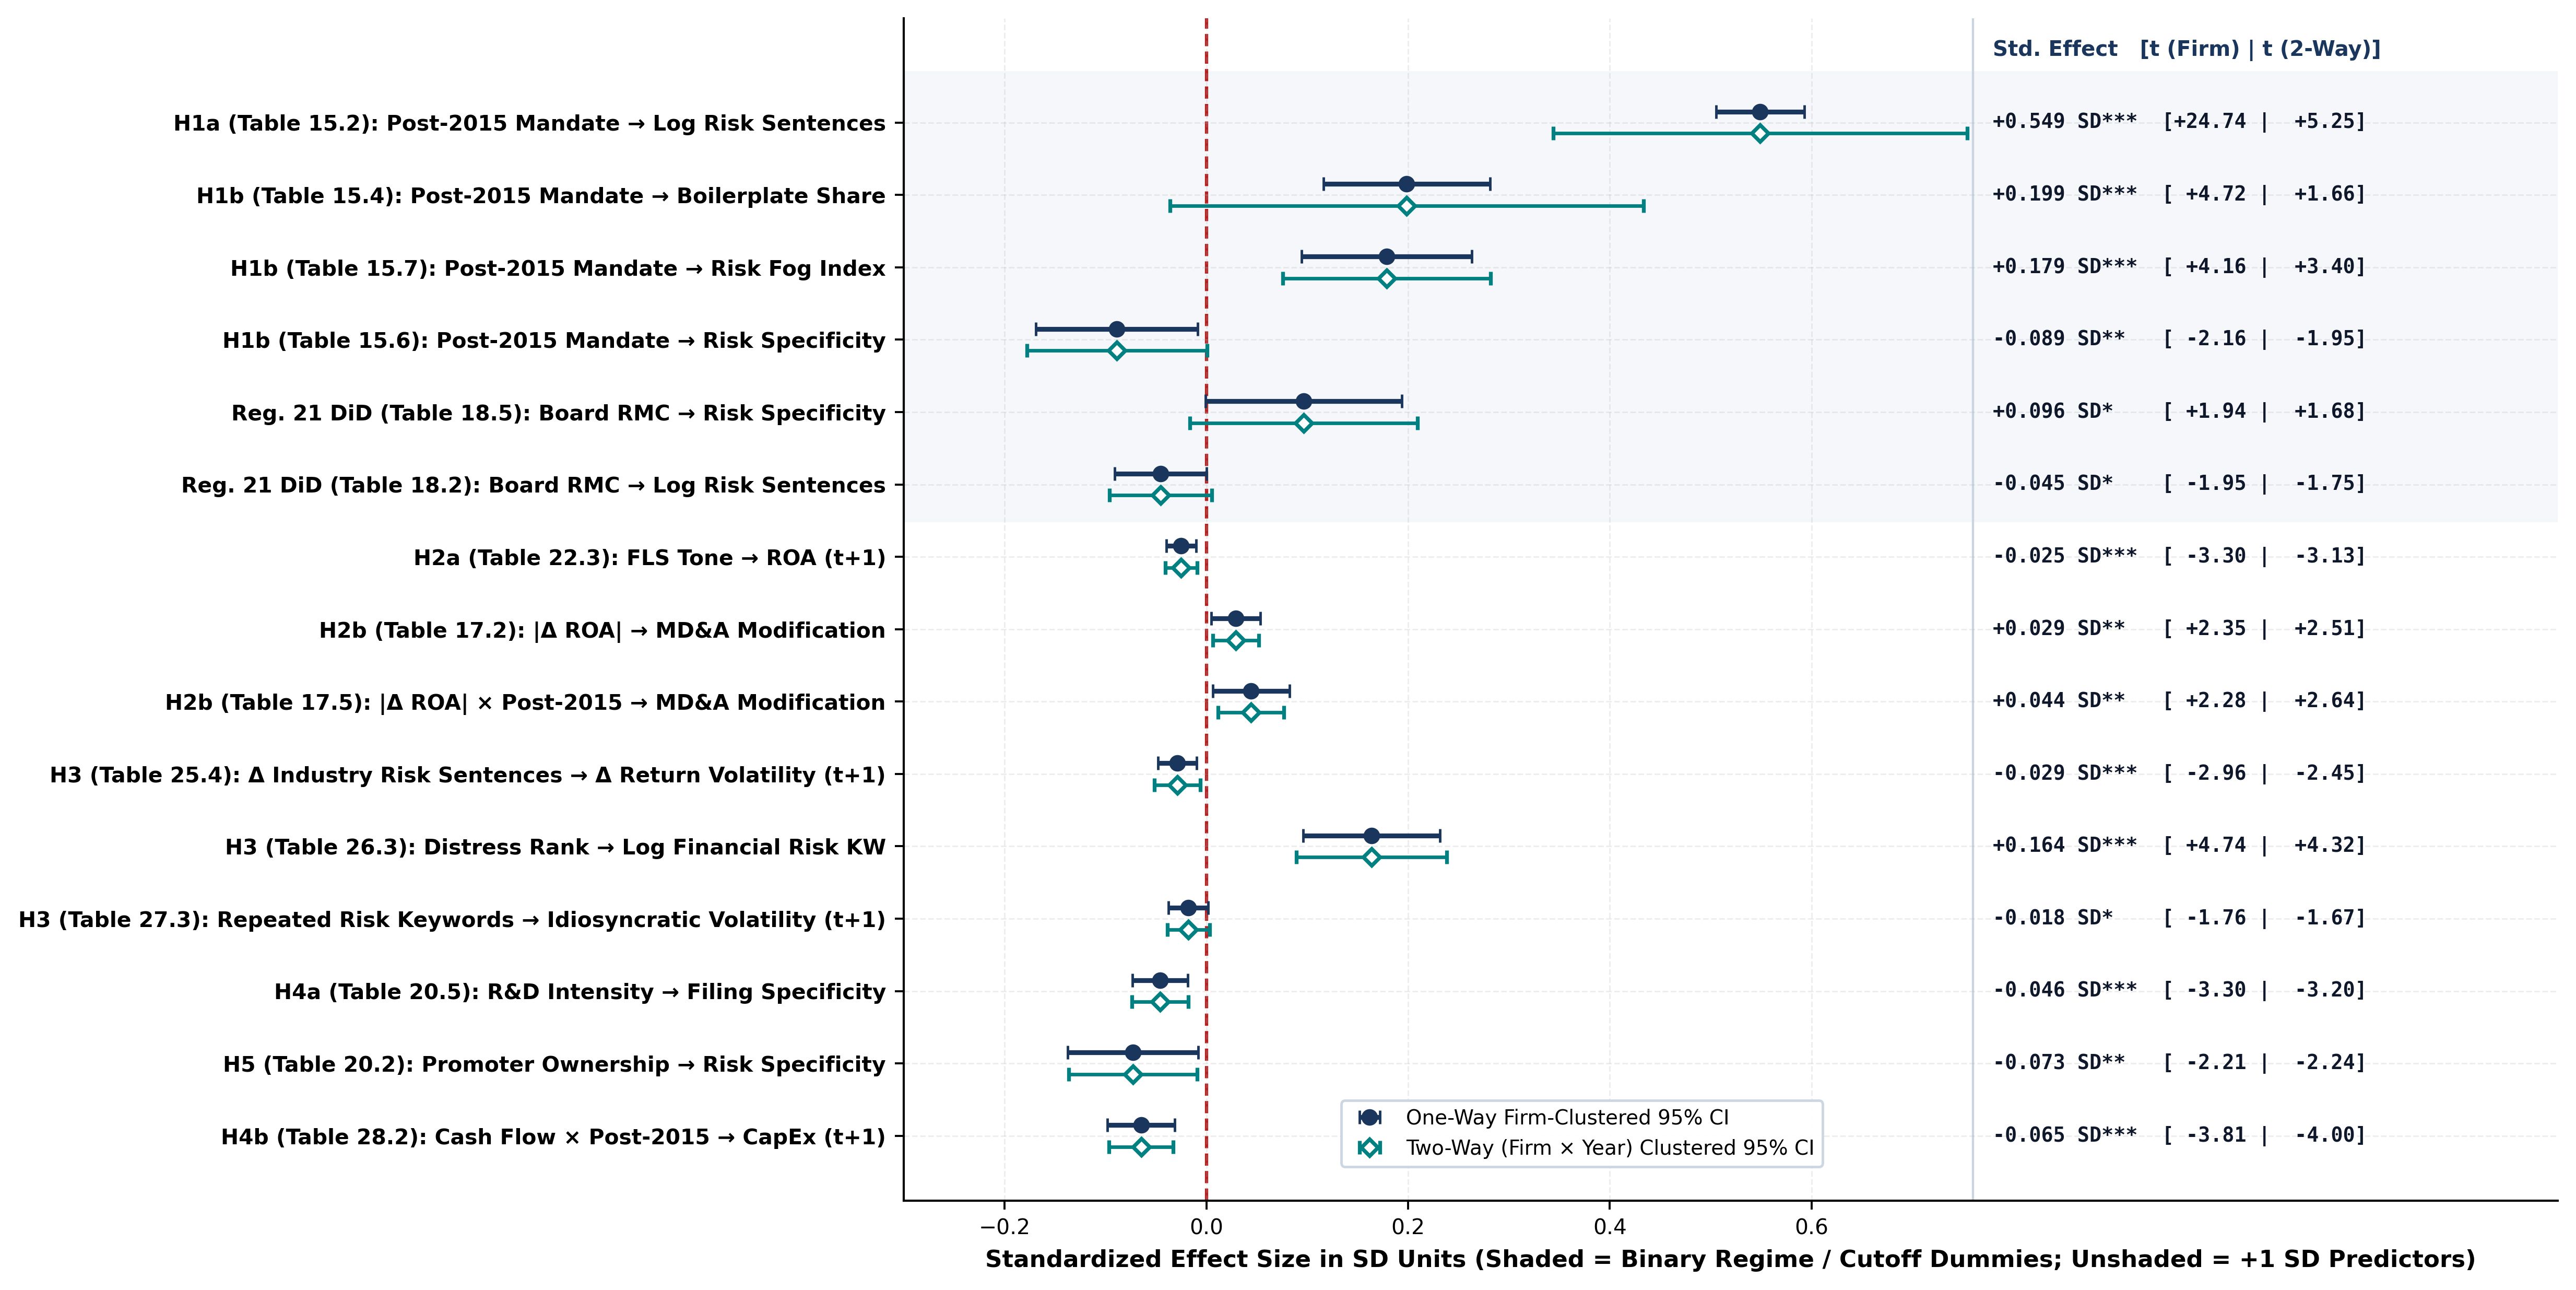 Std. Effect [t (Firm) | t (2-Way)]
H1a (Table 15.2): Post-2015 Mandate → Log Risk Sentences +0.549 SD*** [+24.74 | +5.25]
H1b (Table 15.4): Post-2015 Mandate → Boilerplate Share +0.199 SD*** [ +4.72 | +1.66]
H1b (Table 15.7): Post-2015 Mandate → Risk Fog Index +0.179 SD*** [ +4.16 | +3.40]
H1b (Table 15.6): Post-2015 Mandate → Risk Specificity -0.089 SD** [ -2.16 | -1.95]
Reg. 21 DiD (Table 18.5): Board RMC → Risk Specificity +0.096 SD* [ +1.94 | +1.68]
Reg. 21 DiD (Table 18.2): Board RMC → Log Risk Sentences -0.045 SD* [ -1.95 | -1.75]
H2a (Table 22.3): FLS Tone → ROA (t+1) -0.025 SD*** [ -3.30 | -3.13]
H2b (Table 17.2): |Δ ROA| → MD&A Modification +0.029 SD** [ +2.35 | +2.51]
H2b (Table 17.5): |Δ ROA| × Post-2015 → MD&A Modification +0.044 SD** [ +2.28 | +2.64]
H3 (Table 25.4): Δ Industry Risk Sentences → Δ Return Volatility (t+1) -0.029 SD*** [ -2.96 | -2.45]
H3 (Table 26.3): Distress Rank → Log Financial Risk KW +0.164 SD*** [ +4.74 | +4.32]
H3 (Table 27.3): Repeated Risk Keywords → Idiosyncratic Volatility (t+1) -0.018 SD* [ -1.76 | -1.67]
H4a (Table 20.5): R&D Intensity → Filing Specificity -0.046 SD*** [ -3.30 | -3.20]
H5 (Table 20.2): Promoter Ownership → Risk Specificity -0.073 SD** [ -2.21 | -2.24]
H4b (Table 28.2): Cash Flow × Post-2015 → CapEx (t+1) -0.065 SD*** [ -3.81 | -4.00]
One-Way Firm-Clustered 95% CI
Two-Way (Firm × Year) Clustered 95% CI
−0.2 0.0 0.2 0.4 0.6
Standardized Effect Size in SD Units (Shaded = Binary Regime / Cutoff Dummies; Unshaded = +1 SD Predictors)